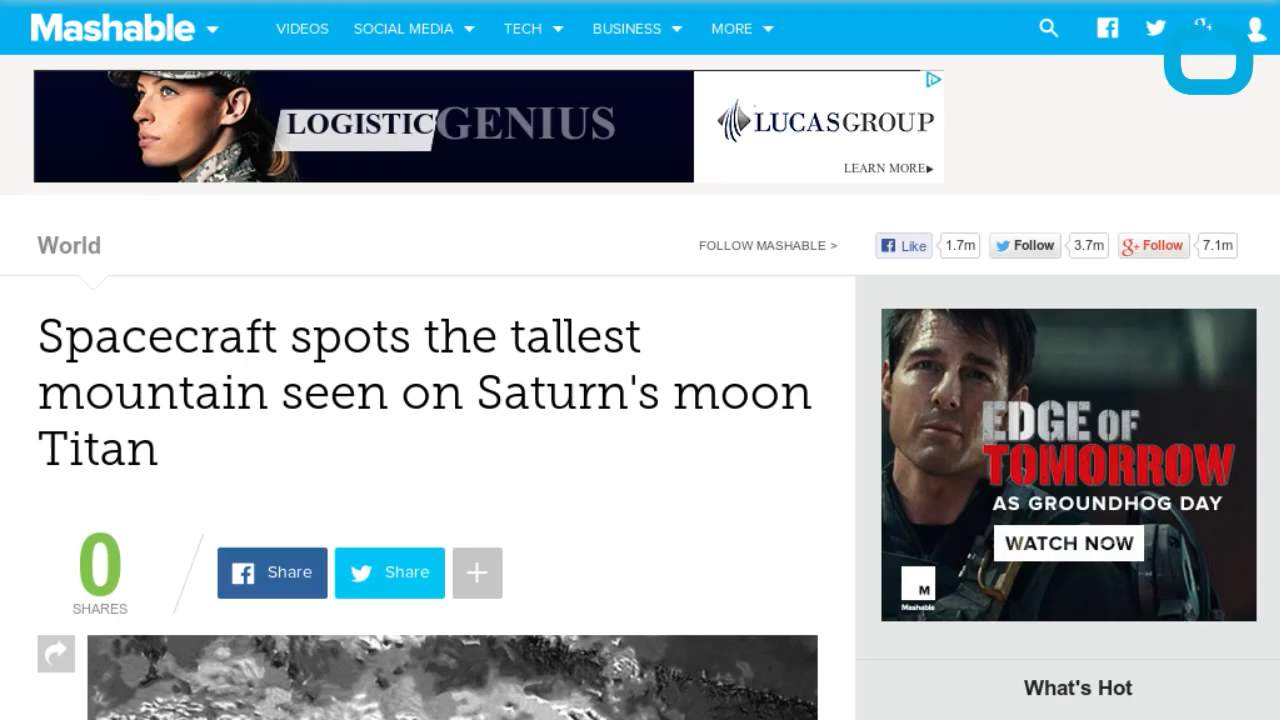 Mashable
VIDEOS SOCIAL MEDIA TECH BUSINESS MORE
LOGISTICGENIUS
LUCASGROUP
LEARN MORE
World
FOLLOW MASHABLE >
Like 1.7m Follow 3.7m g+ Follow 7.1m
Spacecraft spots the tallest
mountain seen on Saturn's moon
Titan
EDGE OF
TOMORROW
AS GROUNDHOG DAY
WATCH NOW
M
Mashable
0
SHARES
Share Share +
What's Hot